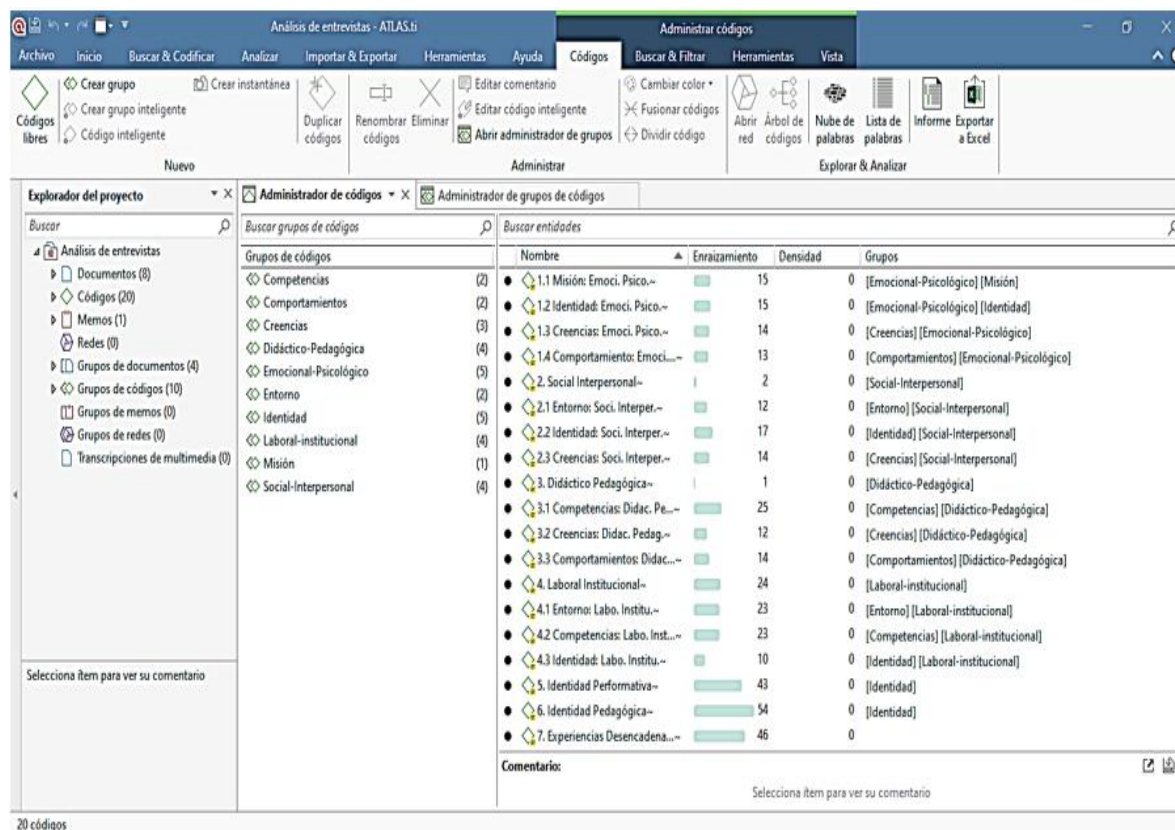 Análisis de entrevistas - ATLAS.ti
Administrar códigos
Archivo Inicio Buscar & Codificar Analizar Importar & Exportar Herramientas Ayuda Códigos Buscar & Filtrar Herramientas Vista
Códigos libres
Crear grupo
Crear grupo inteligente
Código inteligente
Crear instantánea
Nuevo
Duplicar códigos
Renombrar códigos
Eliminar
Editar comentario
Editar código inteligente
Abrir administrador de grupos
Cambiar color
Fusionar códigos
Dividir código
Administrar
Abrir red
Árbol de códigos
Nube de palabras
Lista de palabras
Informe
Exportar a Excel
Explorar & Analizar
Explorador del proyecto
Buscar
Análisis de entrevistas
Documentos (8)
Códigos (20)
Memos (1)
Redes (0)
Grupos de documentos (4)
Grupos de códigos (10)
Grupos de memos (0)
Grupos de redes (0)
Transcripciones de multimedia (0)
Selecciona ítem para ver su comentario
Administrador de códigos
Administrador de grupos de códigos
Buscar grupos de códigos
Grupos de códigos
Competencias (2)
Comportamientos (2)
Creencias (3)
Didáctico-Pedagógica (4)
Emocional-Psicológico (5)
Entorno (2)
Identidad (5)
Laboral-institucional (4)
Misión (1)
Social-Interpersonal (4)
Buscar entidades
Nombre Enraizamiento Densidad Grupos
1.1 Misión: Emoci. Psico.~ 15 0 [Emocional-Psicológico] [Misión]
1.2 Identidad: Emoci. Psico.~ 15 0 [Emocional-Psicológico] [Identidad]
1.3 Creencias: Emoci. Psico.~ 14 0 [Creencias] [Emocional-Psicológico]
1.4 Comportamiento: Emoci....~ 13 0 [Comportamientos] [Emocional-Psicológico]
2. Social Interpersonal~ 2 0 [Social-Interpersonal]
2.1 Entorno: Soci. Interper.~ 12 0 [Entorno] [Social-Interpersonal]
2.2 Identidad: Soci. Interper.~ 17 0 [Identidad] [Social-Interpersonal]
2.3 Creencias: Soci. Interper.~ 14 0 [Creencias] [Social-Interpersonal]
3. Didáctico Pedagógica~ 1 0 [Didáctico-Pedagógica]
3.1 Competencias: Didac. Pe...~ 25 0 [Competencias] [Didáctico-Pedagógica]
3.2 Creencias: Didac. Pedag.~ 12 0 [Creencias] [Didáctico-Pedagógica]
3.3 Comportamientos: Didac...~ 14 0 [Comportamientos] [Didáctico-Pedagógica]
4. Laboral Institucional~ 24 0 [Laboral-institucional]
4.1 Entorno: Labo. Institu.~ 23 0 [Entorno] [Laboral-institucional]
4.2 Competencias: Labo. Inst...~ 23 0 [Competencias] [Laboral-institucional]
4.3 Identidad: Labo. Institu.~ 10 0 [Identidad] [Laboral-institucional]
5. Identidad Performativa~ 43 0 [Identidad]
6. Identidad Pedagógica~ 54 0 [Identidad]
7. Experiencias Desencadena...~ 46 0
Comentario:
Selecciona ítem para ver su comentario
20 códigos